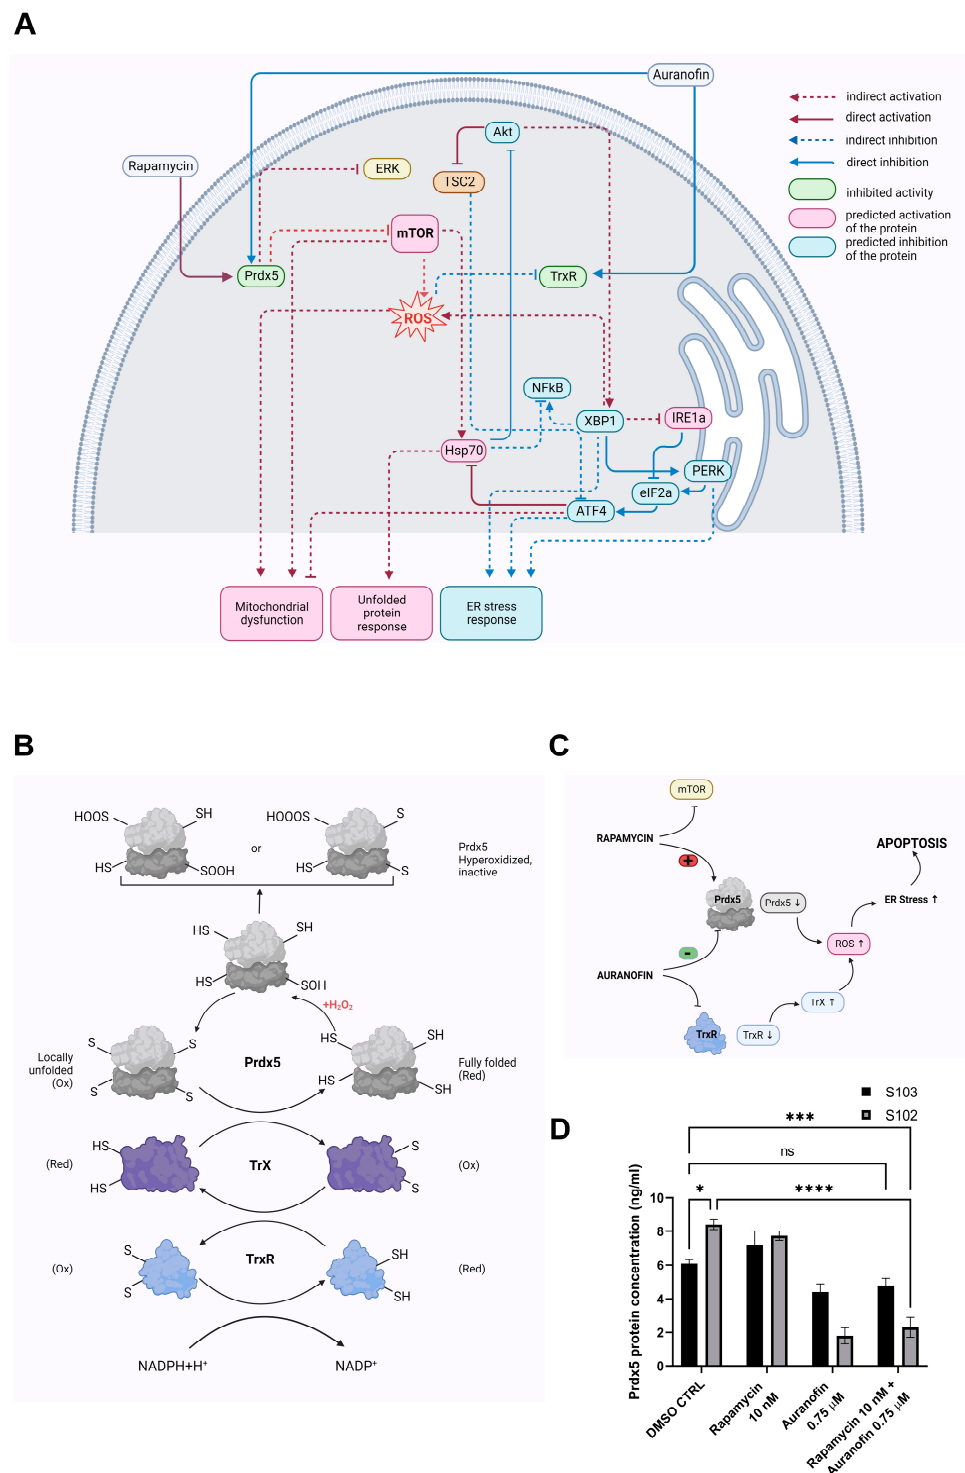 A
Auranofin
Akt
Rapamycin
ERK
TSC2
mTOR
Prdx5
TrxR
ROS
NFkB
XBP1
IRE1a
Hsp70
PERK
eIF2a
ATF4
indirect activation
direct activation
indirect inhibition
direct inhibition
inhibited activity
predicted activation
of the protein
predicted inhibition
of the protein
Mitochondrial
dysfunction
Unfolded
protein
response
ER stress
response
B
HOOS
SH
HS
SOOH
or
HOOOS
S
HS
S
Prdx5
Hyperoxidized,
inactive
HS
SH
HS
SOH
+H₂O₂
Locally
unfolded
(Ox)
S
S
S
S
Prdx5
HS
SH
HS
SH
Fully folded
(Red)
(Red)
HS
HS
TrX
S
S
(Ox)
(Ox)
S
S
TrxR
SH
SH
(Red)
NADPH+H⁺
NADP⁺
C
mTOR
RAPAMYCIN
+
Prdx5
Prdx5 ↓
-
AURANOFIN
TrxR
TrxR ↓
TrX ↑
ROS ↑
ER Stress ↑
APOPTOSIS
D
S103
S102
***
ns
*
****
Prdx5 protein concentration (ng/ml)
10
8
6
4
2
0
DMSO CTRL
Rapamycin
10 nM
Auranofin
0.75 µM
Rapamycin 10 nM +
Auranofin 0.75 µM